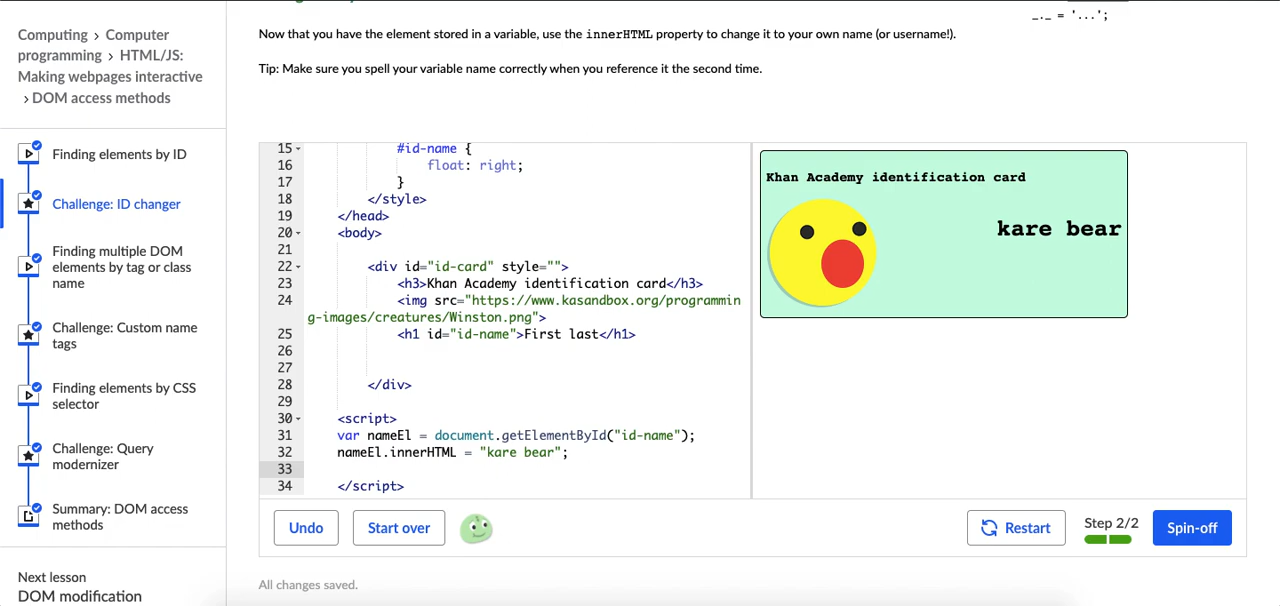 Computing › Computer
programming › HTML/JS:
Making webpages interactive
› DOM access methods
Finding elements by ID
Challenge: ID changer
Finding multiple DOM
elements by tag or class
name
Challenge: Custom name
tags
Finding elements by CSS
selector
Challenge: Query
modernizer
Summary: DOM access
methods
Next lesson
DOM modification
_._ = '...';
Now that you have the element stored in a variable, use the innerHTML property to change it to your own name (or username!).
Tip: Make sure you spell your variable name correctly when you reference it the second time.
15 #id-name {
16 float: right;
17 }
18 </style>
19 </head>
20 <body>
21
22 <div id="id-card" style="">
23 <h3>Khan Academy identification card</h3>
24 <img src="https://www.kasandbox.org/programmin
g-images/creatures/Winston.png">
25 <h1 id="id-name">First last</h1>
26
27
28 </div>
29
30 <script>
31 var nameEl = document.getElementById("id-name");
32 nameEl.innerHTML = "kare bear";
33
34 </script>
Khan Academy identification card
kare bear
Undo
Start over
Restart
Step 2/2
Spin-off
All changes saved.